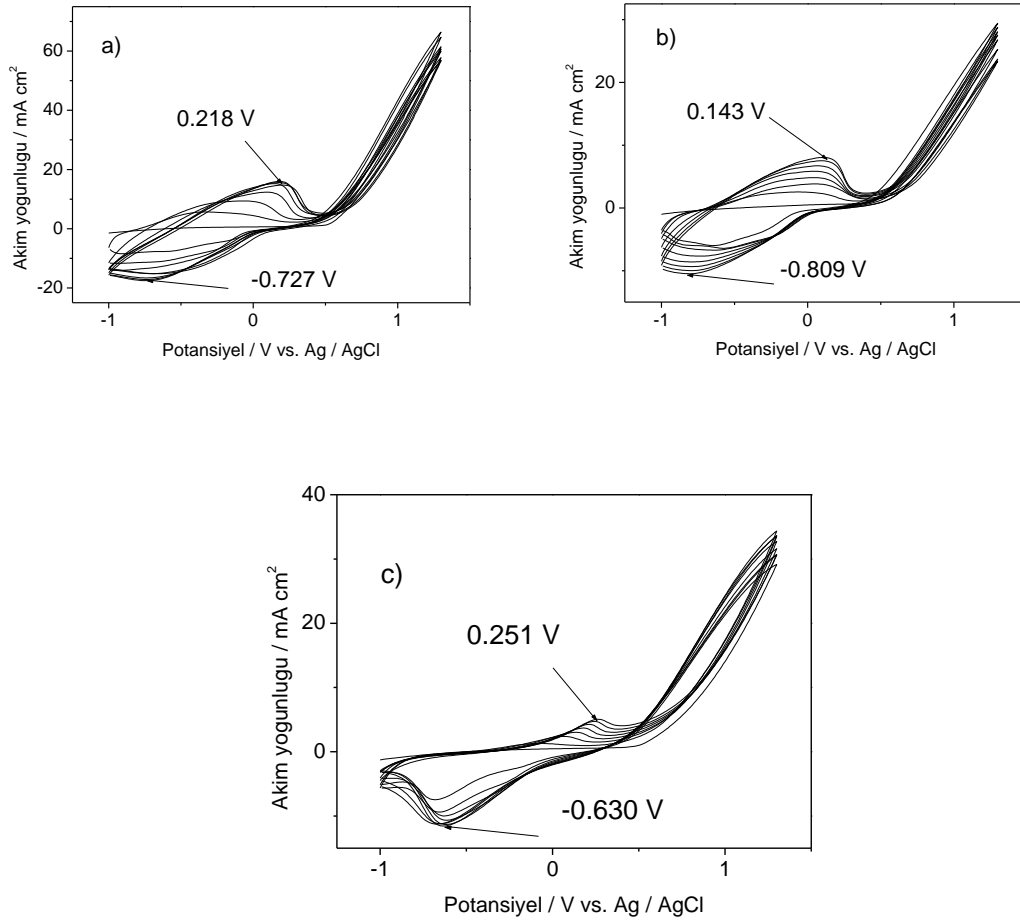 a)
60
40
20
0
-20
Akim yogunlugu / mA cm²
0.218 V
-0.727 V
-1 0 1
Potansiyel / V vs. Ag / AgCl
b)
20
0
Akim yogunlugu / mA cm²
0.143 V
-0.809 V
-1 0 1
Potansiyel / V vs. Ag / AgCl
c)
40
20
0
Akim yogunlugu / mA cm²
0.251 V
-0.630 V
-1 0 1
Potansiyel / V vs. Ag / AgCl